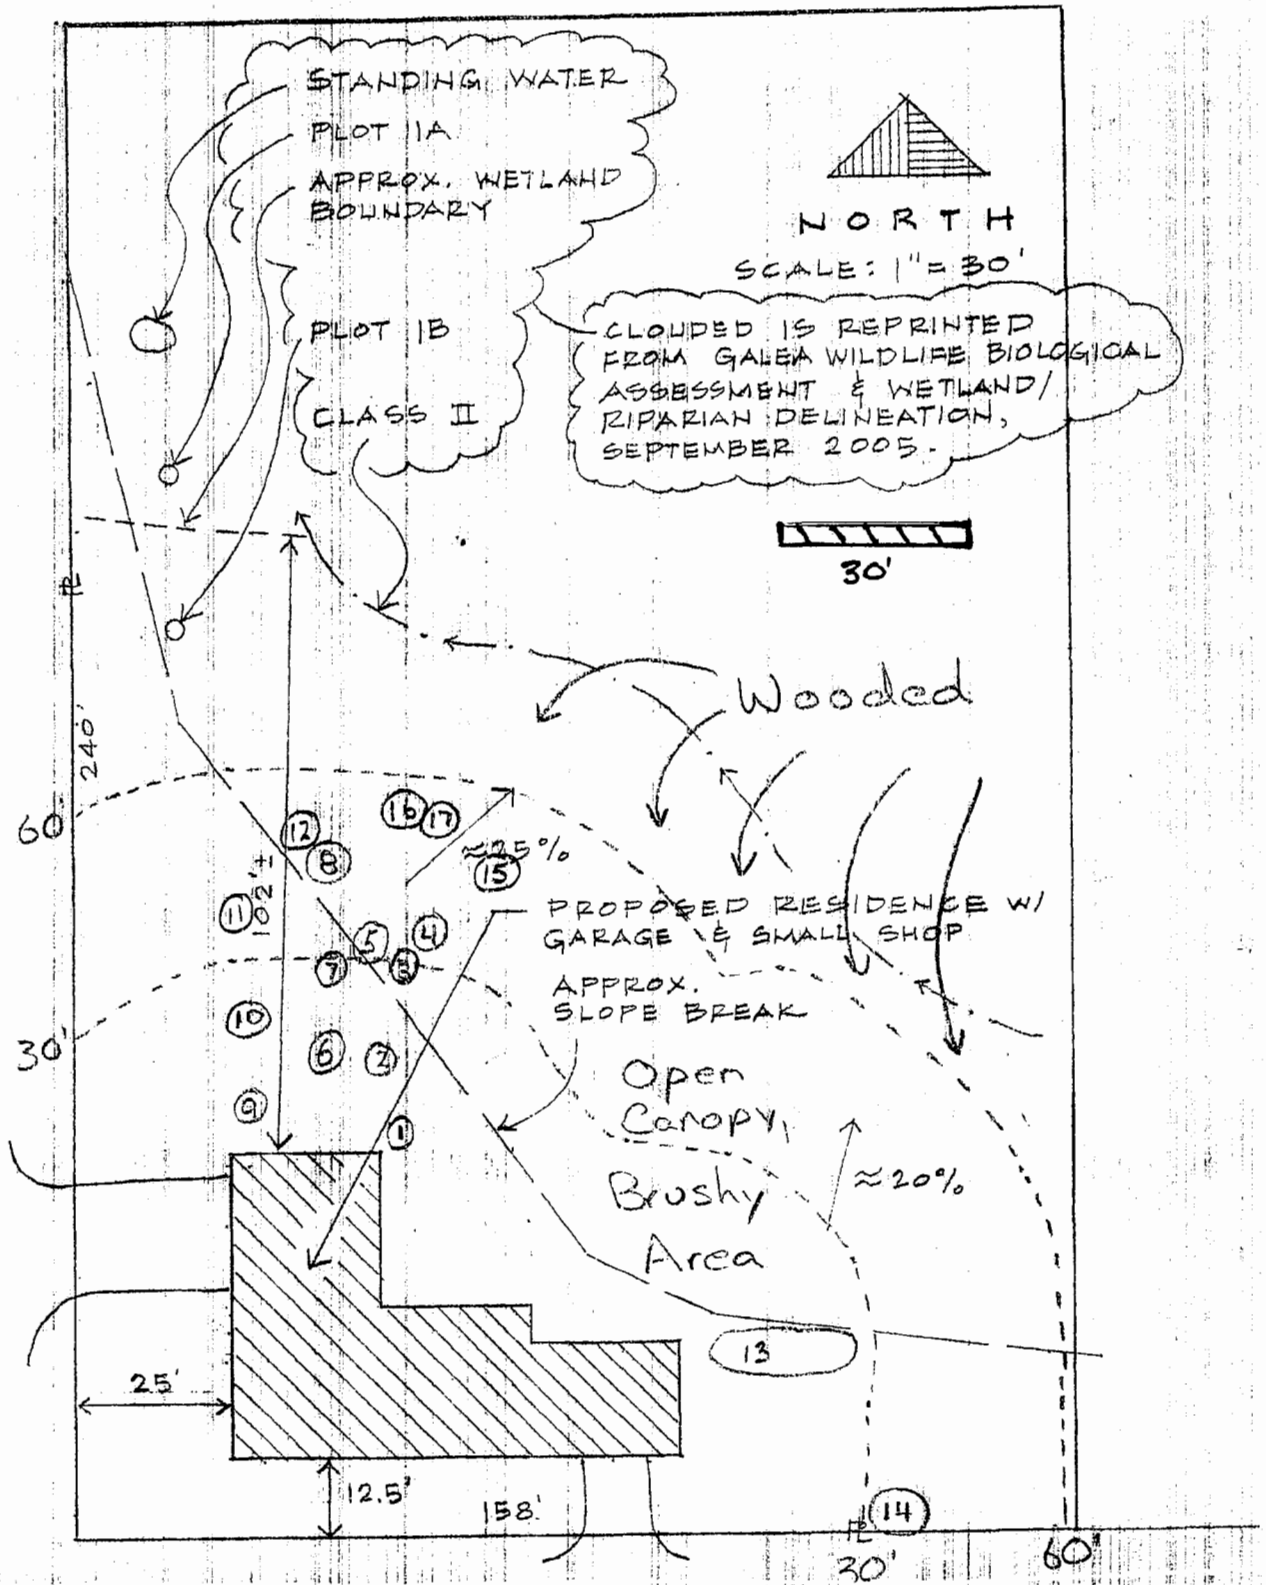 STANDING WATER
PLOT 11A
APPROX. WETLAND
BOUNDARY
NORTH
SCALE: 1" = 30'
PLOT 1B
CLASS II
CLOUDED IS REPRINTED
FROM GALEA WILDLIFE BIOLOGICAL
ASSESSMENT & WETLAND/
RIPARIAN DELINEATION,
SEPTEMBER 2005.
30'
PL
Wooded
240'
60'
12
16
17
8
≈25%
15
11
102'±
PROPOSED RESIDENCE W/
GARAGE & SMALL SHOP
5
4
7
3
APPROX.
SLOPE BREAK
10
30'
6
2
Open
Canopy,
9
1
Brushy
≈20%
Area
13
25'
12.5'
158'
14
PL
30'
60'